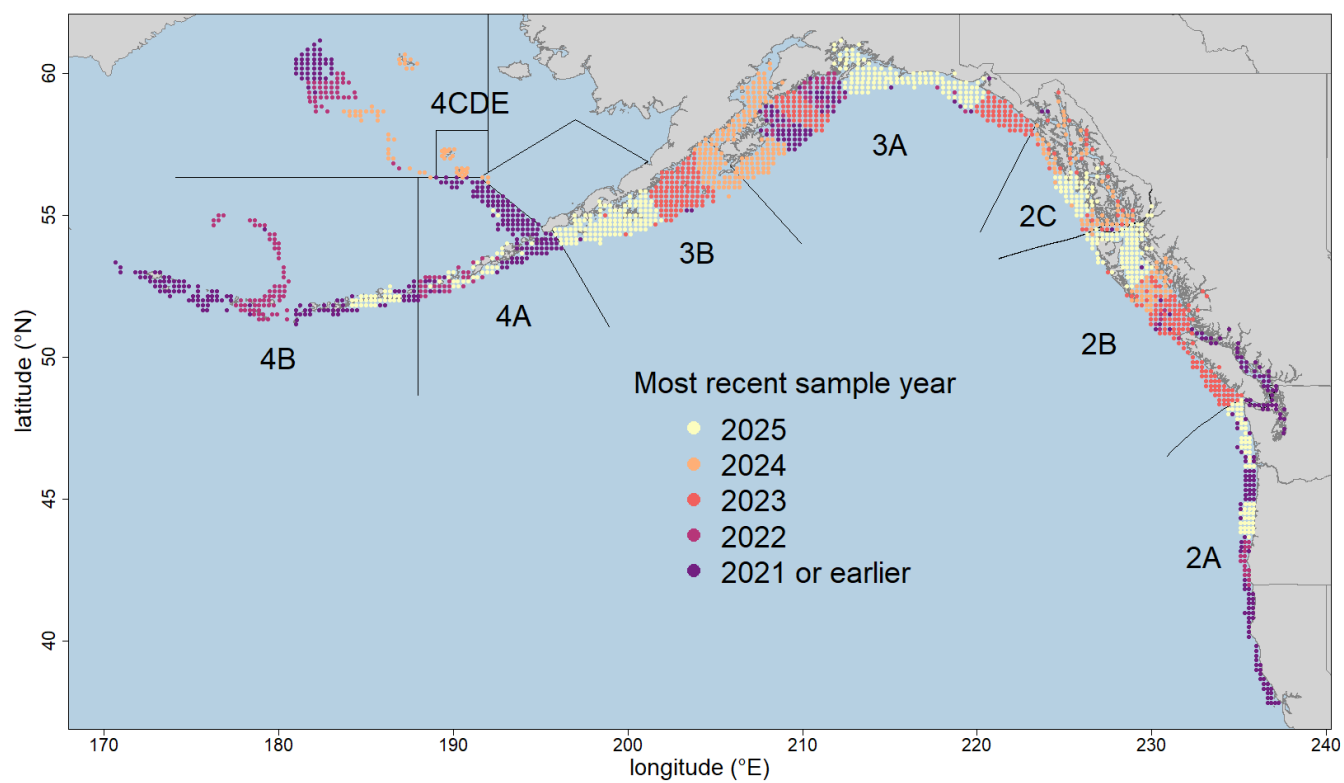 60
55
50
45
40
latitude (°N)
4CDE
3A
2C
3B
4A
4B
2B
2A
Most recent sample year
2025
2024
2023
2022
2021 or earlier
170
180
190
200
210
220
230
240
longitude (°E)